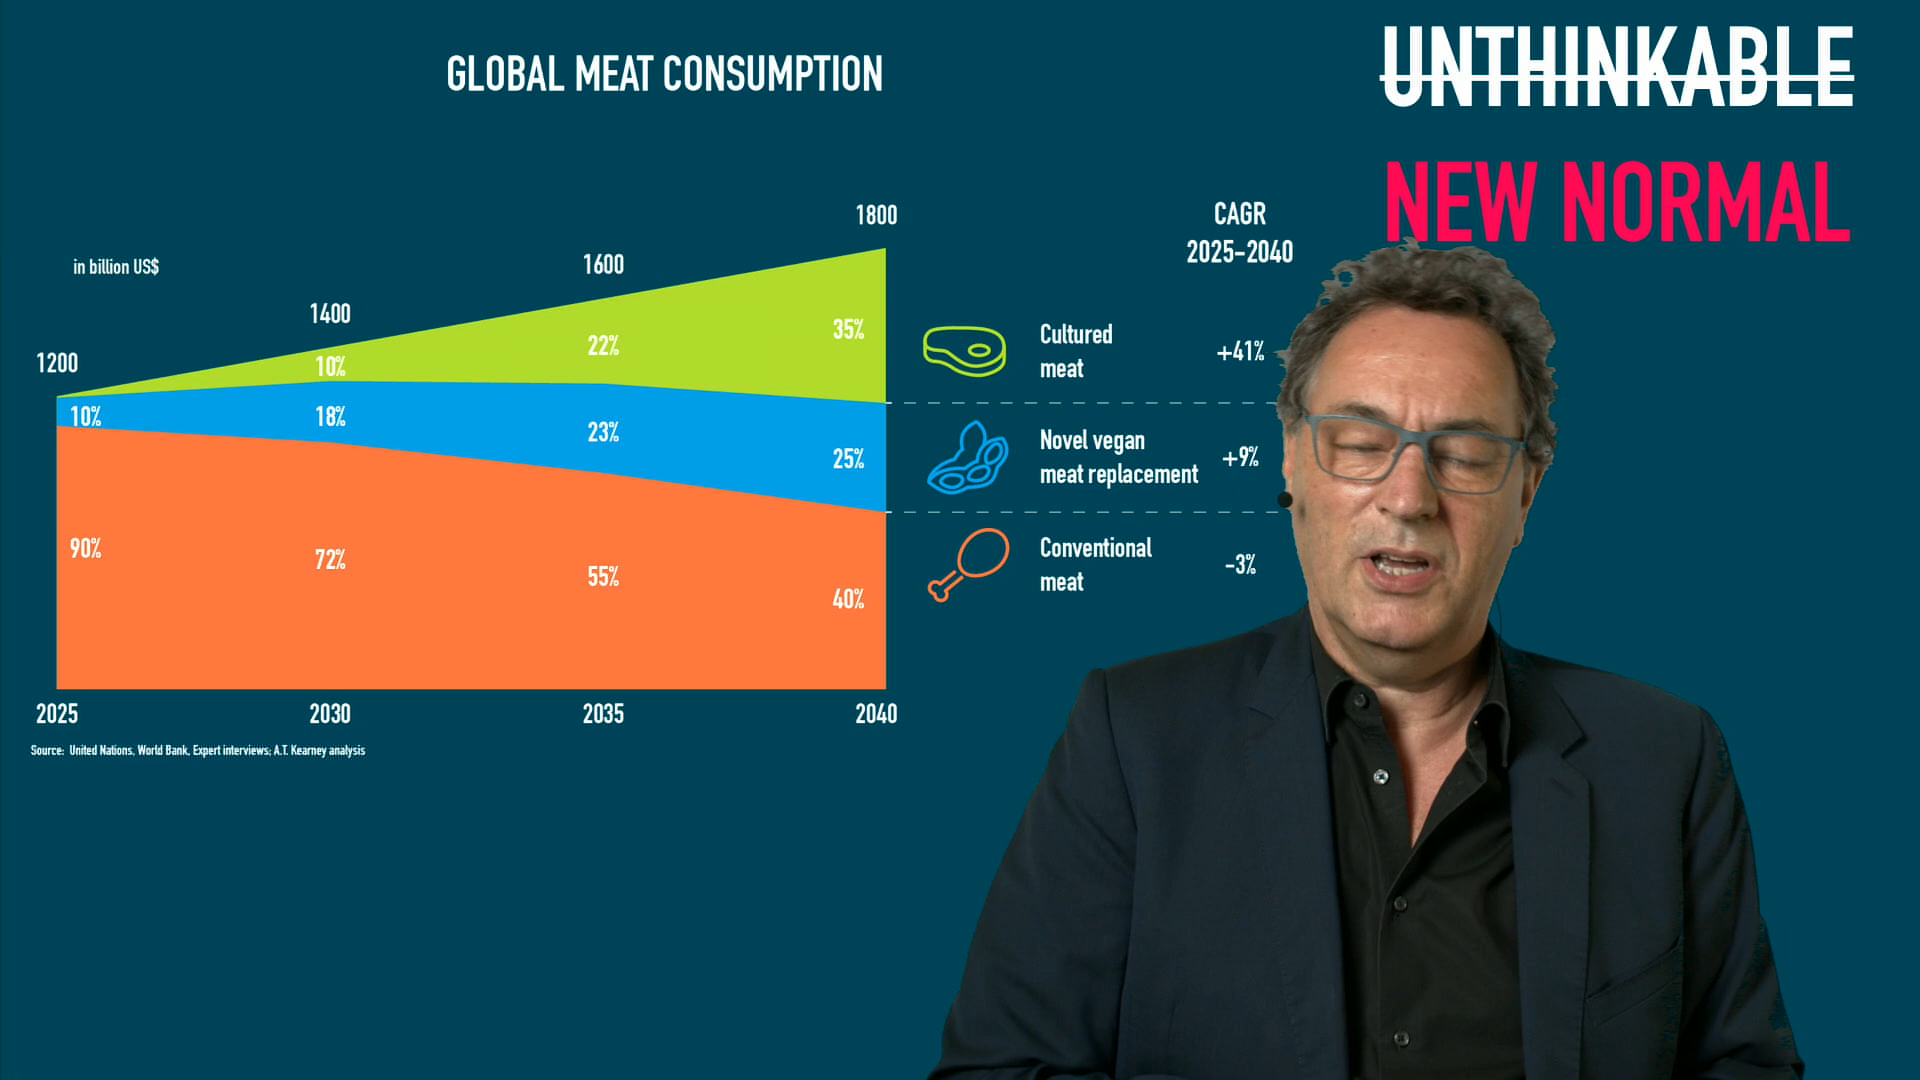 GLOBAL MEAT CONSUMPTION
UNTHINKABLE
NEW NORMAL
in billion US$
1200
1400
1600
1800
10%
22%
35%
10%
18%
23%
25%
90%
72%
55%
40%
2025
2030
2035
2040
CAGR
2025-2040
Cultured
meat
+41%
Novel vegan
meat replacement
+9%
Conventional
meat
-3%
Source: United Nations, World Bank, Expert interviews; A.T. Kearney analysis